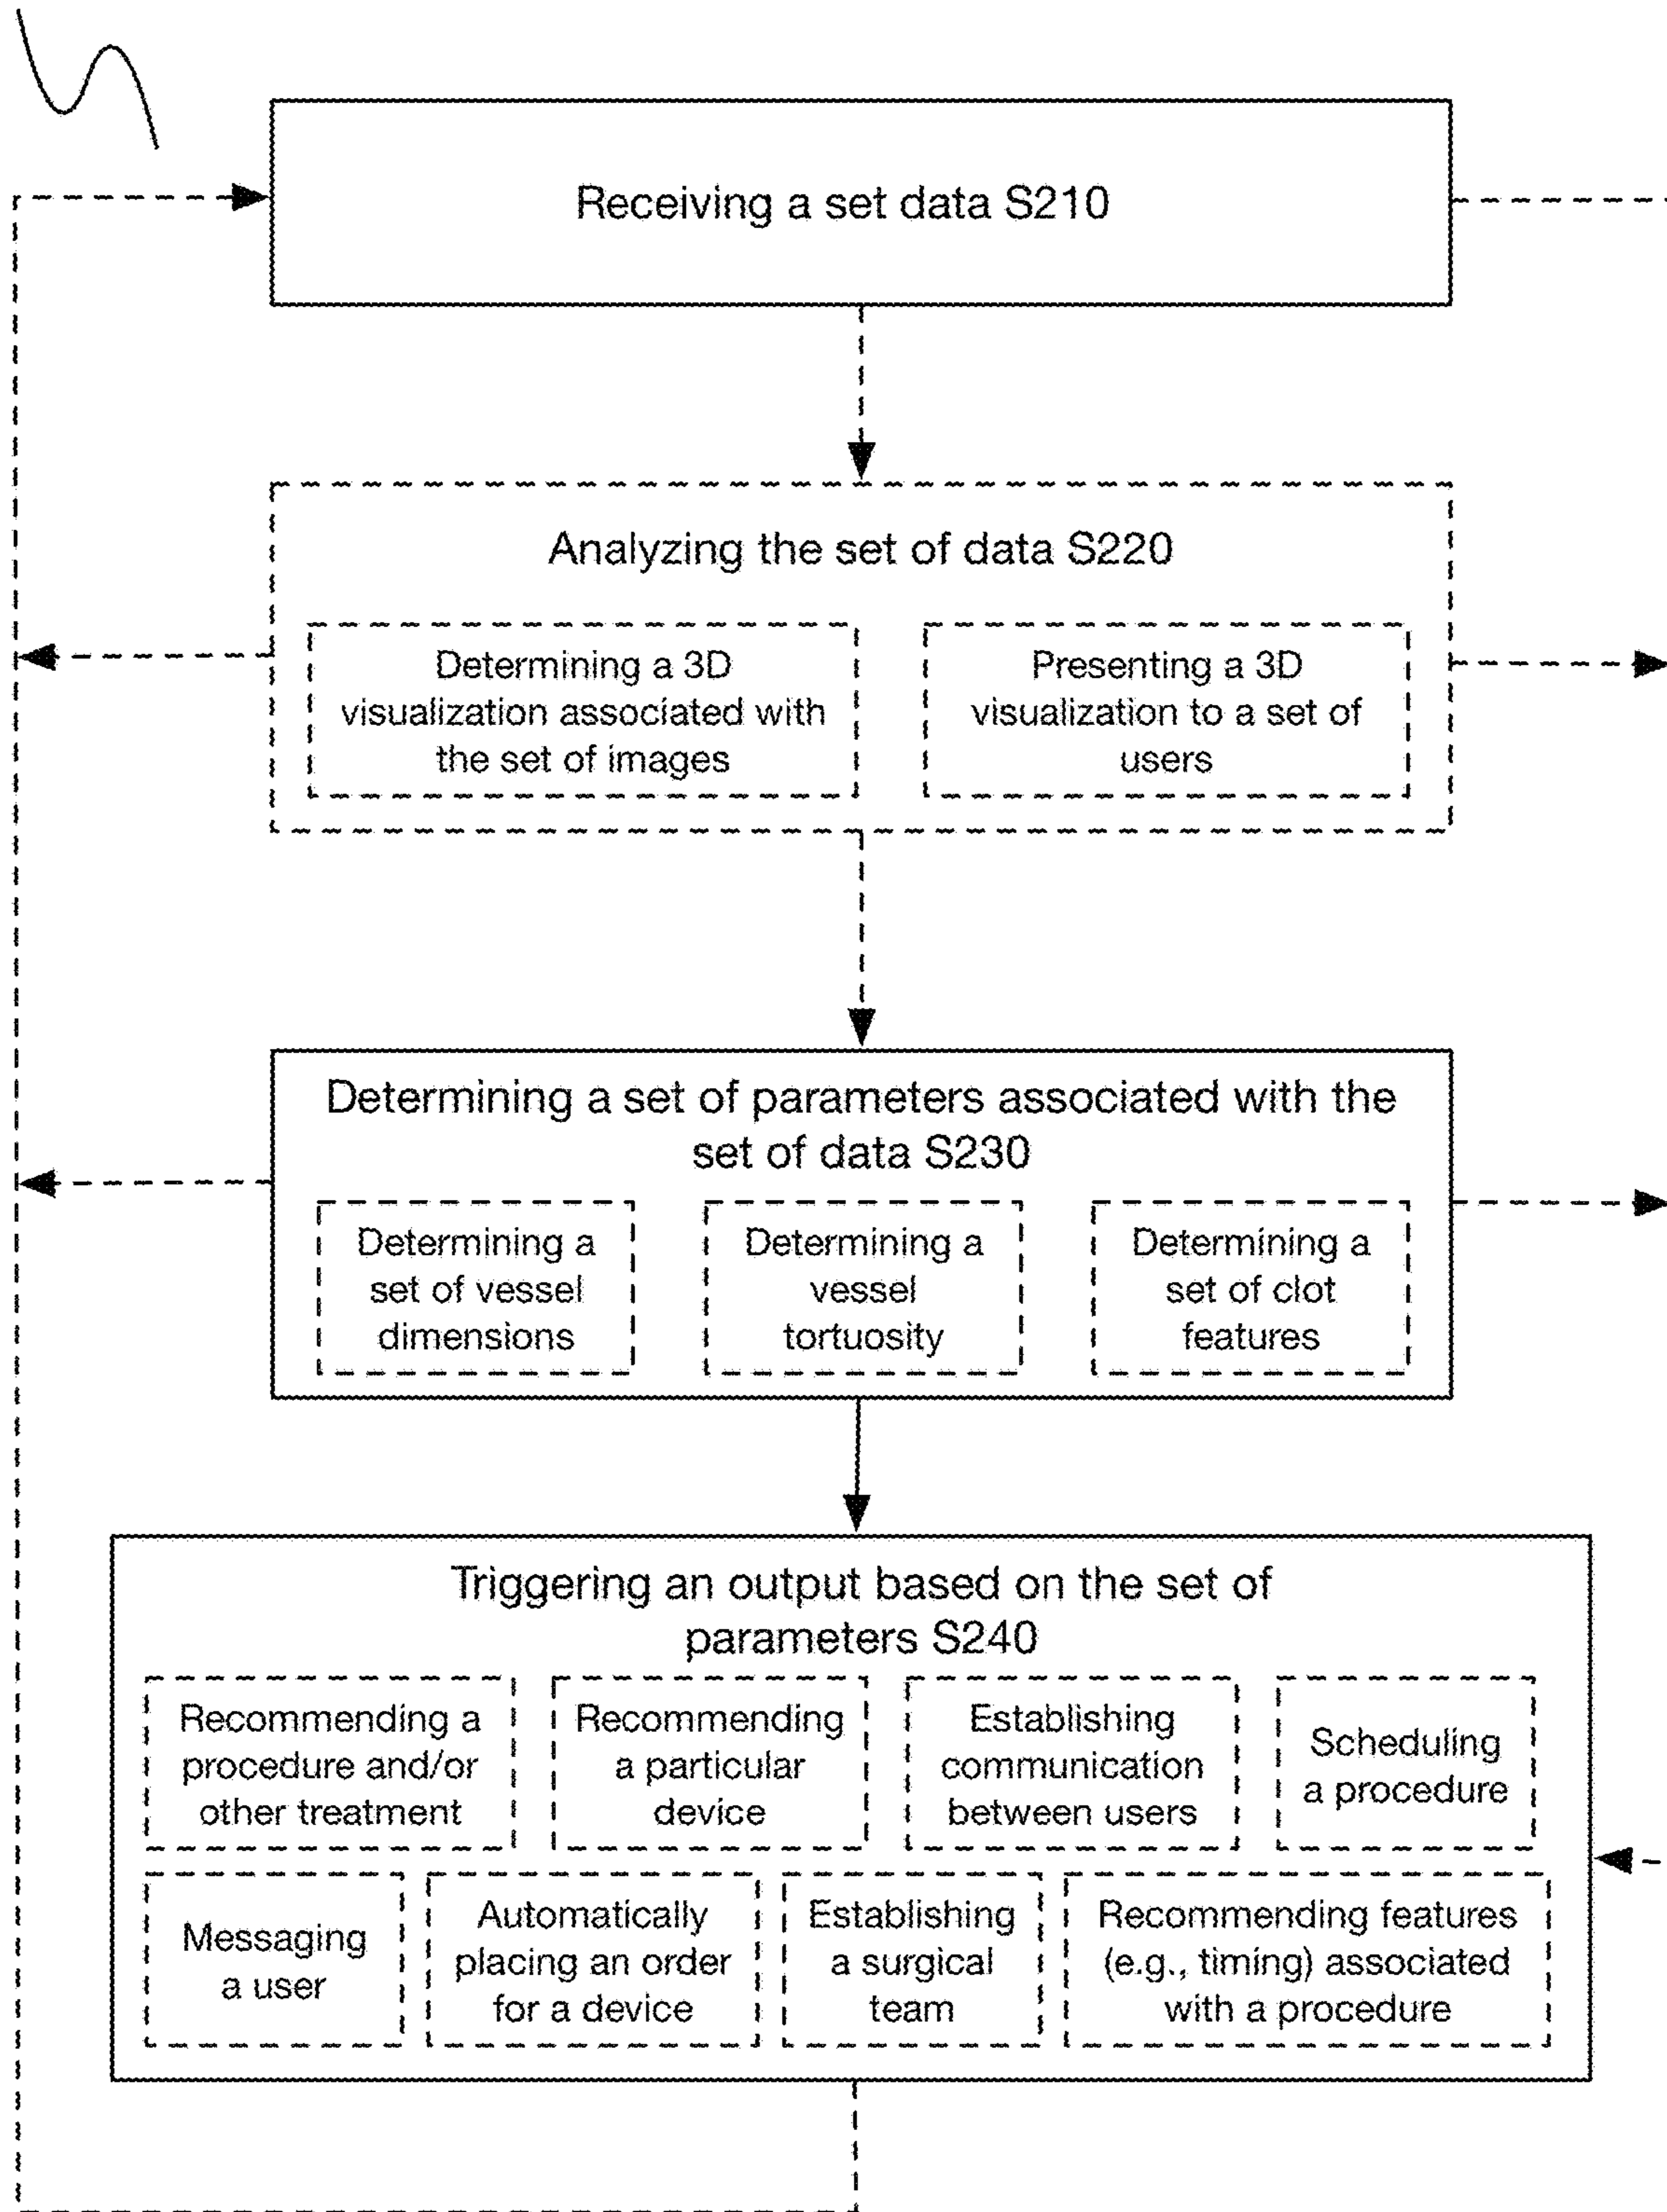 Receiving a set data S210
Analyzing the set of data S220
Determining a 3D
visualization associated with
the set of images
Presenting a 3D
visualization to a set of
users
Determining a set of parameters associated with the
set of data S230
Determining a
set of vessel
dimensions
Determining a
vessel
tortuosity
Determining a
set of clot
features
Triggering an output based on the set of
parameters S240
Recommending a
procedure and/or
other treatment
Recommending
a particular
device
Establishing
communication
between users
Scheduling
a procedure
Messaging
a user
Automatically
placing an order
for a device
Establishing
a surgical
team
Recommending features
(e.g., timing) associated
with a procedure